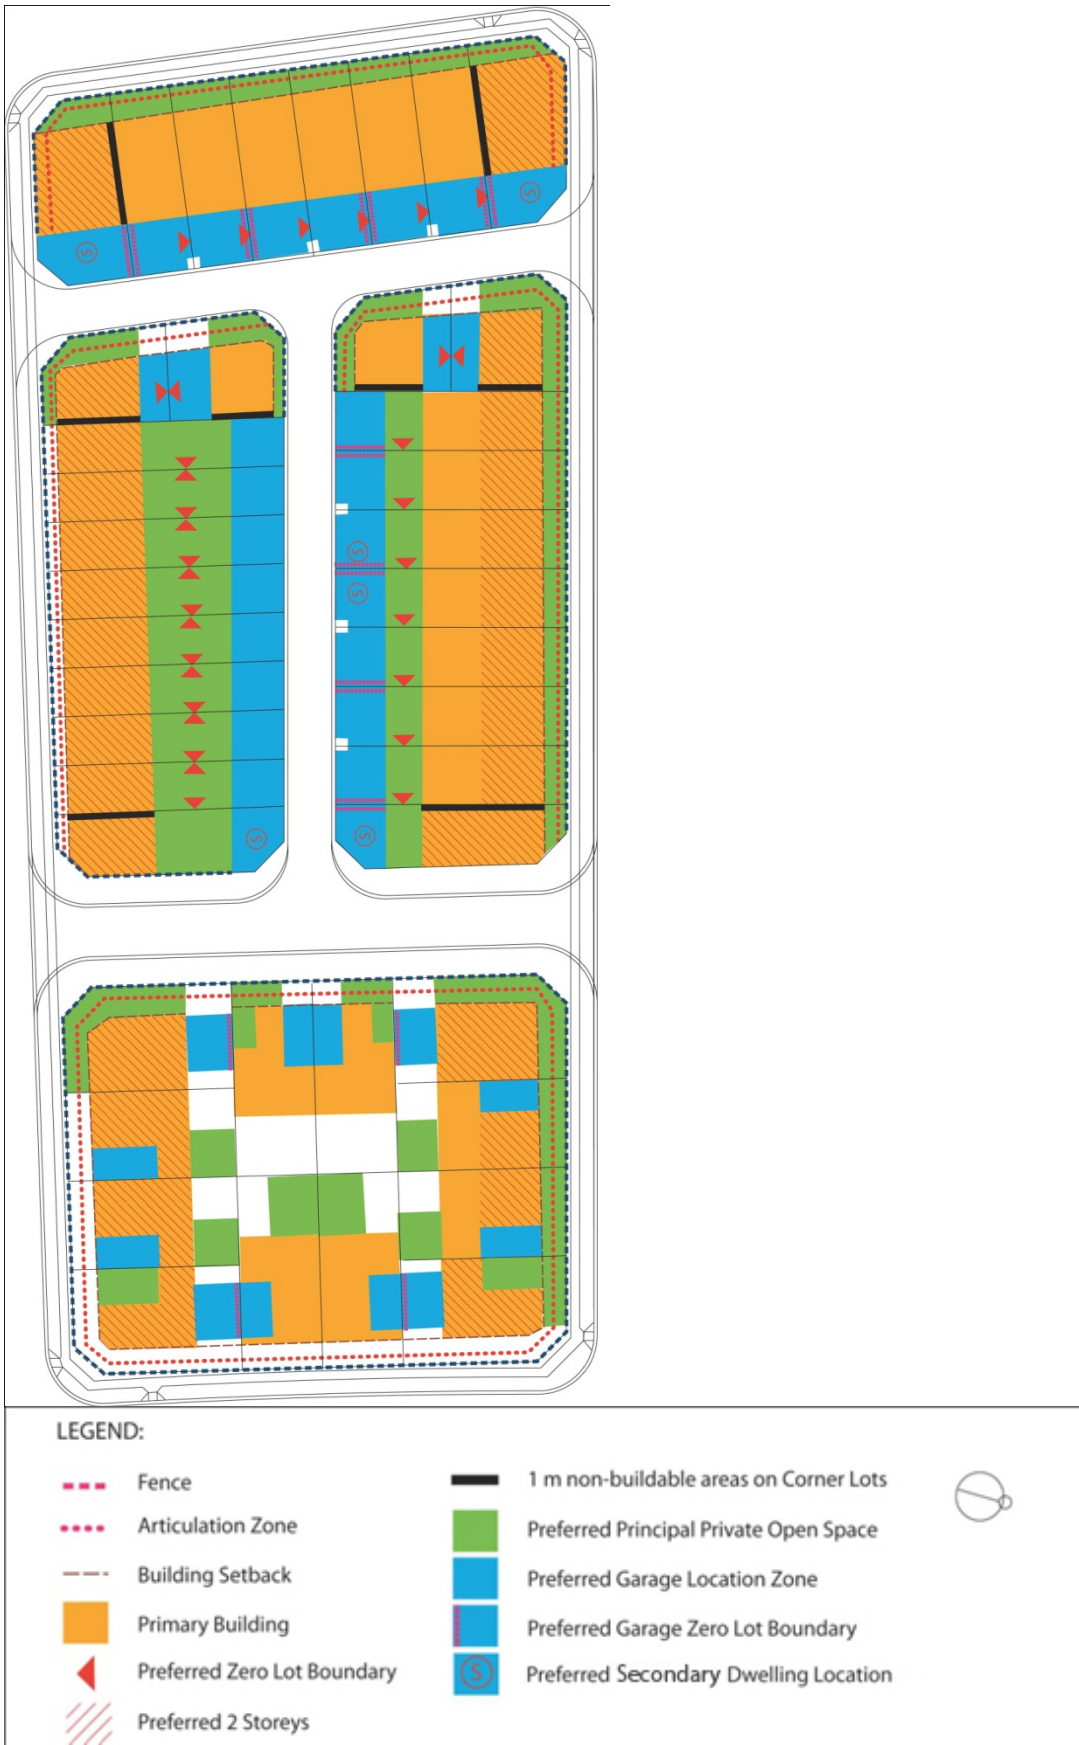 S
S
S
S
S
S
LEGEND:
Fence
Articulation Zone
Building Setback
Primary Building
Preferred Zero Lot Boundary
Preferred 2 Storeys
1 m non-buildable areas on Corner Lots
Preferred Principal Private Open Space
Preferred Garage Location Zone
Preferred Garage Zero Lot Boundary
S
Preferred Secondary Dwelling Location